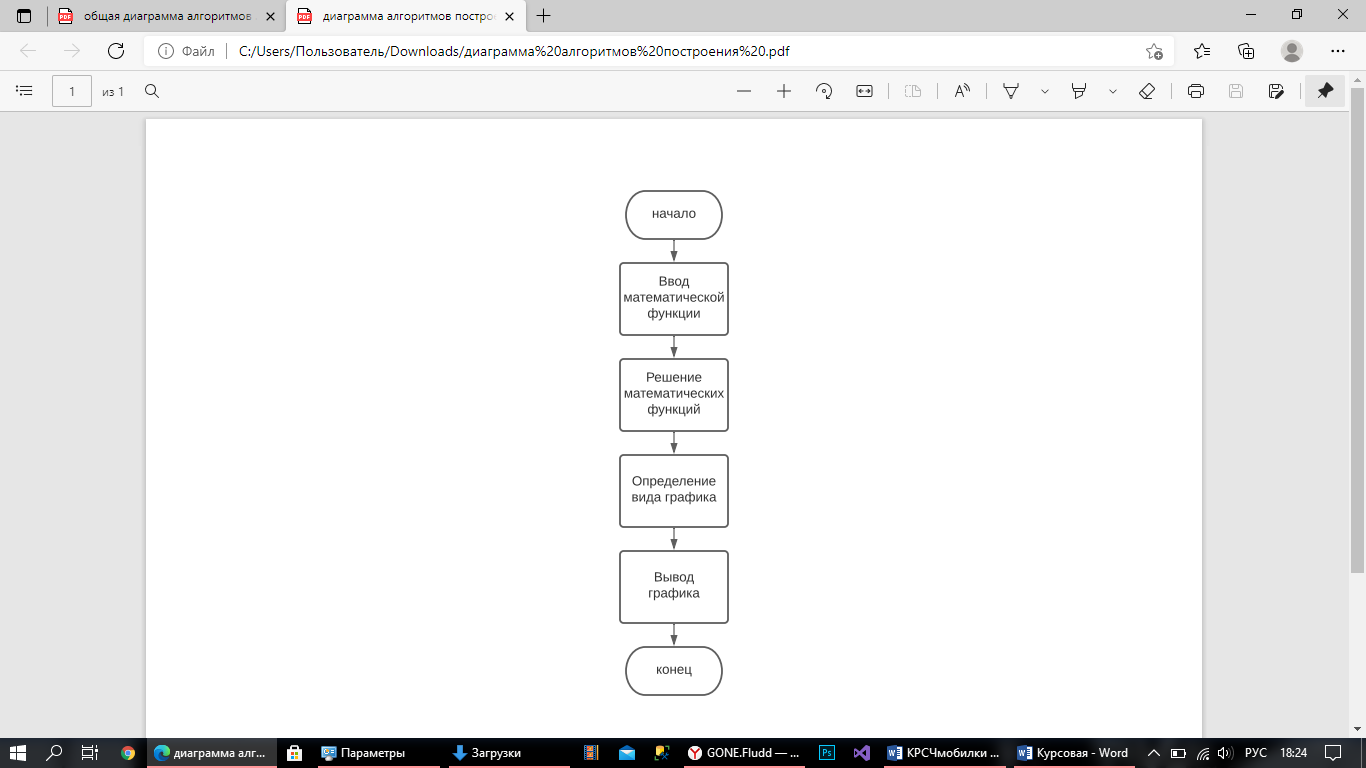 общая диаграмма алгоритмов
диаграмма алгоритмов постро
Файл
C:/Users/Пользователь/Downloads/диаграмма%20алгоритмов%20построения%20.pdf
1
из 1
начало
Ввод
математической
функции
Решение
математических
функций
Определение
вида графика
Вывод
графика
конец
диаграмма алг...
Параметры
Загрузки
GONE.Fludd — ...
КРСЧмобилки ...
Курсовая - Word
РУС
18:24